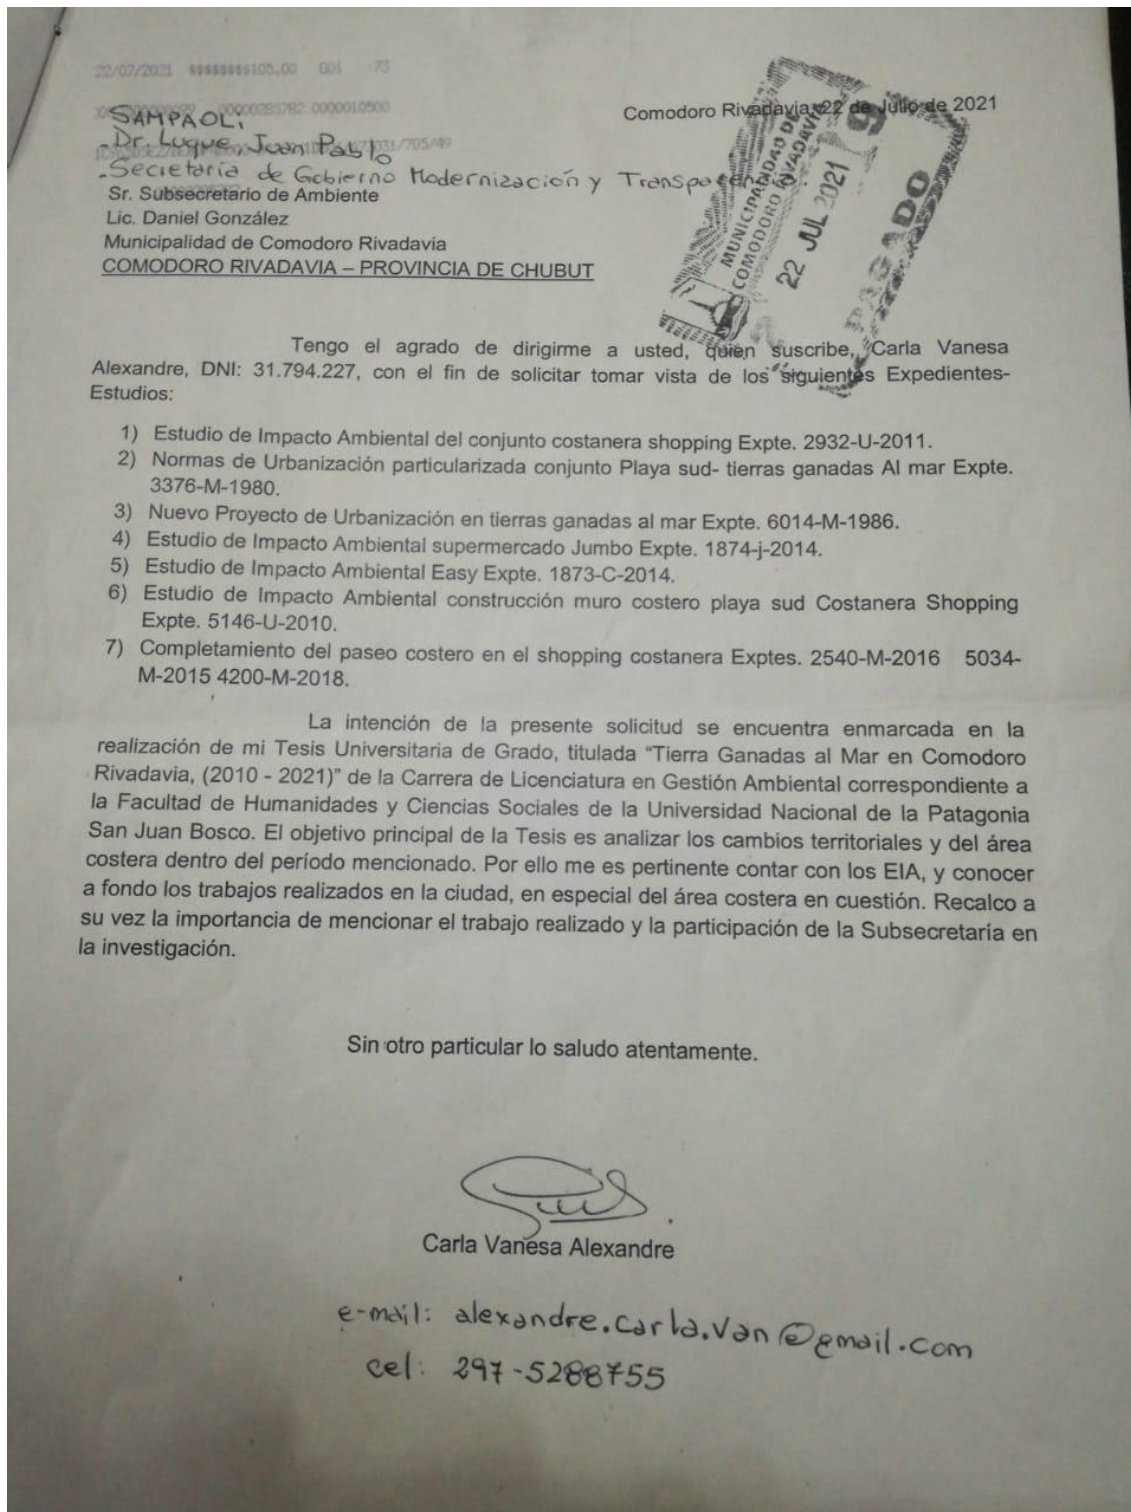 22/07/2021 $$$$$$$$105.00 001 73
00000285782 0000010500
Comodoro Rivadavia, 22 de Julio de 2021
SAMPAOLI
- Dr. Luque, Juan Pablo
/705/49
- Secretaría de Gobierno Modernización y Transparencia.
Sr. Subsecretario de Ambiente
Lic. Daniel González
Municipalidad de Comodoro Rivadavia
COMODORO RIVADAVIA – PROVINCIA DE CHUBUT
MUNICIPALIDAD DE
COMODORO RIVADAVIA
22 JUL 2021
PAGADO
Tengo el agrado de dirigirme a usted, quien suscribe, Carla Vanesa
Alexandre, DNI: 31.794.227, con el fin de solicitar tomar vista de los siguientes Expedientes-
Estudios:
1) Estudio de Impacto Ambiental del conjunto costanera shopping Expte. 2932-U-2011.
2) Normas de Urbanización particularizada conjunto Playa sud- tierras ganadas Al mar Expte.
3376-M-1980.
3) Nuevo Proyecto de Urbanización en tierras ganadas al mar Expte. 6014-M-1986.
4) Estudio de Impacto Ambiental supermercado Jumbo Expte. 1874-j-2014.
5) Estudio de Impacto Ambiental Easy Expte. 1873-C-2014.
6) Estudio de Impacto Ambiental construcción muro costero playa sud Costanera Shopping
Expte. 5146-U-2010.
7) Completamiento del paseo costero en el shopping costanera Exptes. 2540-M-2016 5034-
M-2015 4200-M-2018.
La intención de la presente solicitud se encuentra enmarcada en la
realización de mi Tesis Universitaria de Grado, titulada “Tierra Ganadas al Mar en Comodoro
Rivadavia, (2010 - 2021)” de la Carrera de Licenciatura en Gestión Ambiental correspondiente a
la Facultad de Humanidades y Ciencias Sociales de la Universidad Nacional de la Patagonia
San Juan Bosco. El objetivo principal de la Tesis es analizar los cambios territoriales y del área
costera dentro del período mencionado. Por ello me es pertinente contar con los EIA, y conocer
a fondo los trabajos realizados en la ciudad, en especial del área costera en cuestión. Recalco a
su vez la importancia de mencionar el trabajo realizado y la participación de la Subsecretaría en
la investigación.
Sin otro particular lo saludo atentamente.
Carla Vanesa Alexandre
e-mail: alexandre.carla.van@gmail.com
cel: 297-5288755